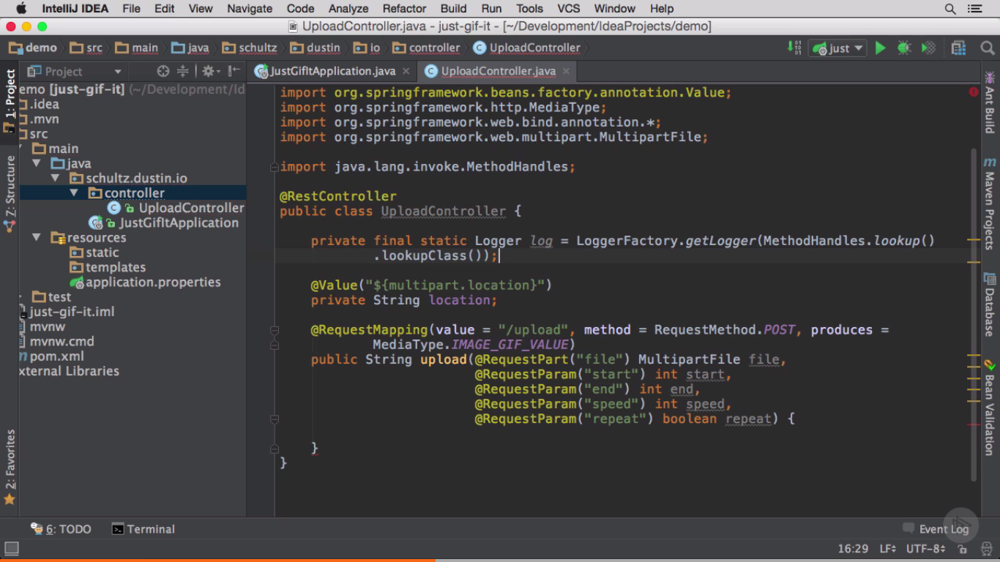 IntelliJ IDEA File Edit View Navigate Code Analyze Refactor Build Run Tools VCS Window Help
UploadController.java - just-gif-it - [~/Development/IdeaProjects/demo]
demo src main java schultz dustin io controller UploadController just
1: Project
Z: Structure
2: Favorites
Project
JustGifItApplication.java UploadController.java
demo [just-gif-it] (~/Development/Id
.idea
.mvn
src
main
java
schultz.dustin.io
controller
UploadController
JustGifItApplication
resources
static
templates
application.properties
test
just-gif-it.iml
mvnw
mvnw.cmd
pom.xml
xternal Libraries
import org.springframework.beans.factory.annotation.Value;
import org.springframework.http.MediaType;
import org.springframework.web.bind.annotation.*;
import org.springframework.web.multipart.MultipartFile;
import java.lang.invoke.MethodHandles;
@RestController
public class UploadController {
private final static Logger log = LoggerFactory.getLogger(MethodHandles.lookup()
.lookupClass());
@Value("${multipart.location}")
private String location;
@RequestMapping(value = "/upload", method = RequestMethod.POST, produces =
MediaType.IMAGE_GIF_VALUE)
public String upload(@RequestPart("file") MultipartFile file,
@RequestParam("start") int start,
@RequestParam("end") int end,
@RequestParam("speed") int speed,
@RequestParam("repeat") boolean repeat) {
}
}
Ant Build
Maven Projects
Database
Bean Validation
6: TODO Terminal Event Log
16:29 LF UTF-8